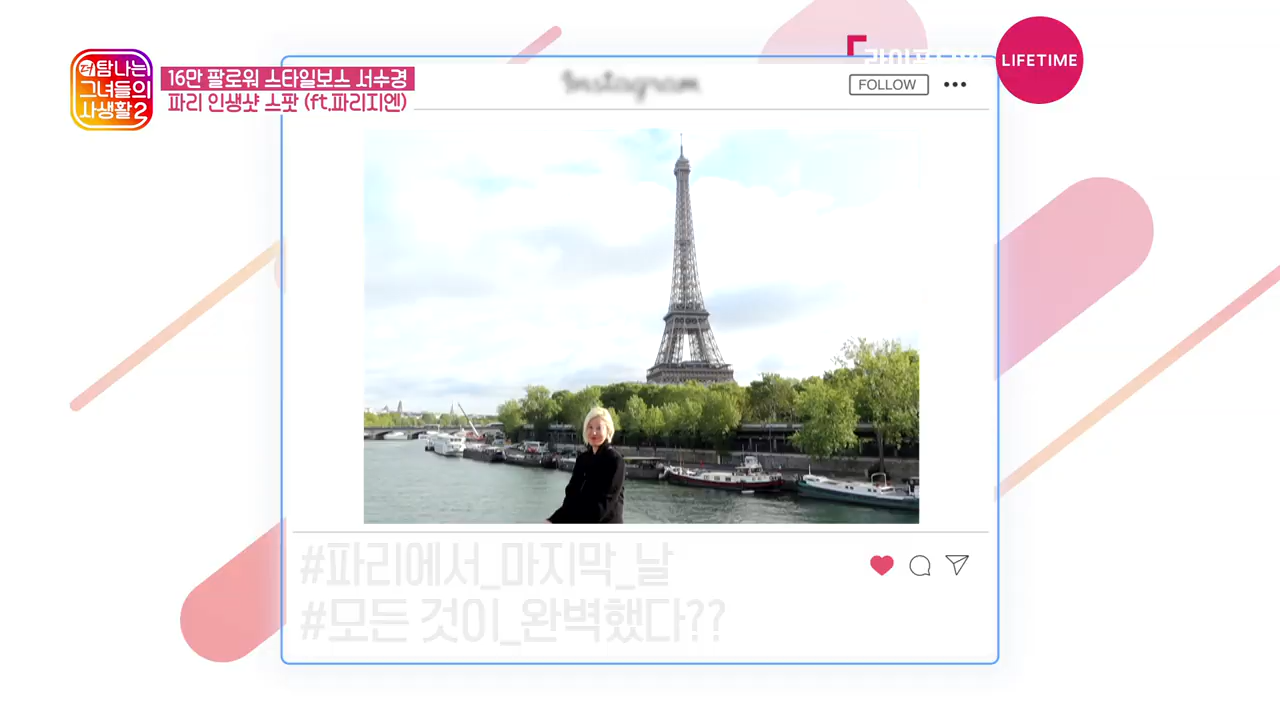 더 탐나는
그녀들의
사생활2
16만 팔로워 스타일보스 서수경
파리 인생샷 스팟 (ft.파리지엔)
Instagram
FOLLOW
LIFETIME
#파리에서_마지막_날
#모든 것이_완벽했다??